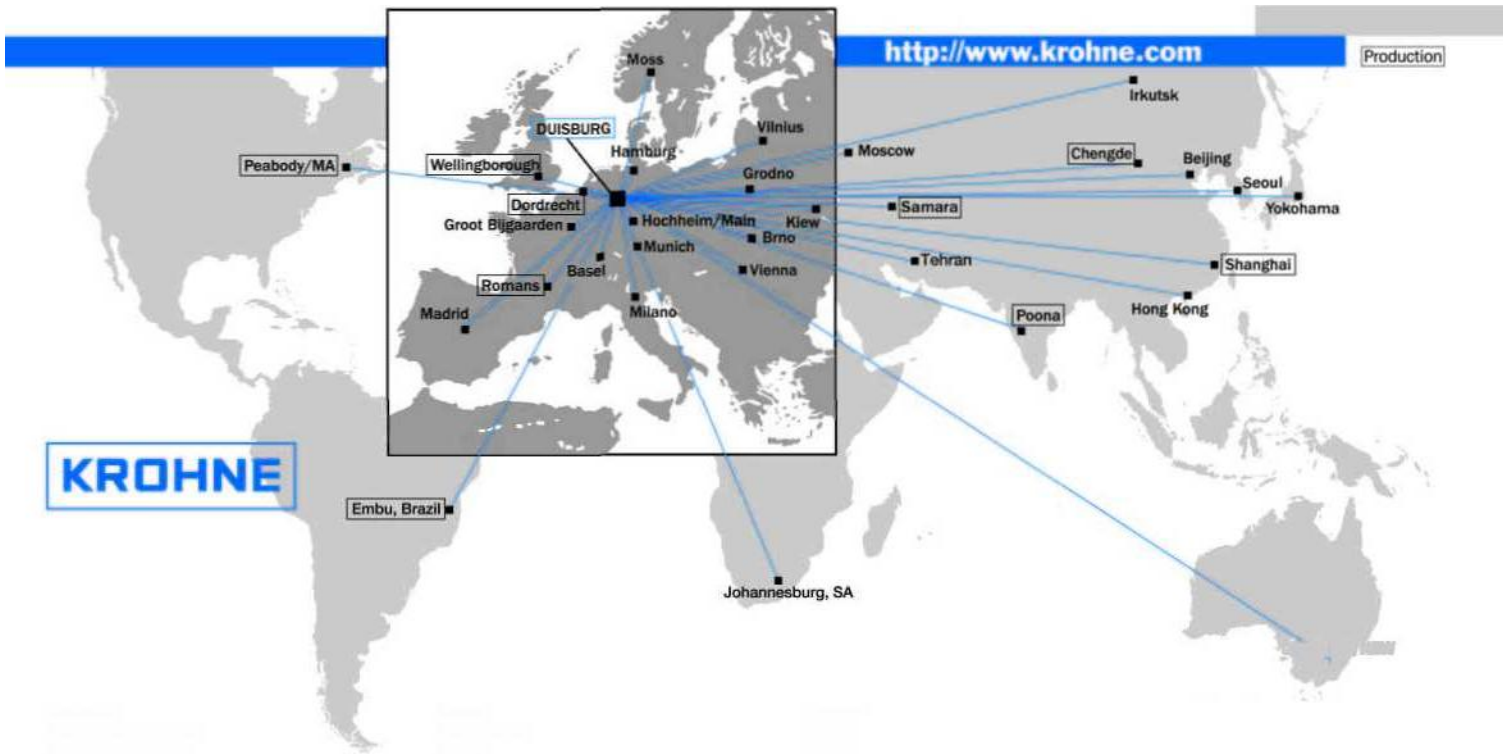 http://www.krohne.com
Production
Moss
Irkutsk
DUISBURG
Vilnius
Hamburg
Moscow
Chengde
Beijing
Peabody/MA
Wellingborough
Grodno
Seoul
Dordrecht
Samara
Yokohama
Groot Bijgaarden
Hochheim/Main
Kiew
Brno
Munich
Tehran
Shanghai
Basel
Vienna
Romans
Madrid
Milano
Poona
Hong Kong
KROHNE
Embu, Brazil
Johannesburg, SA